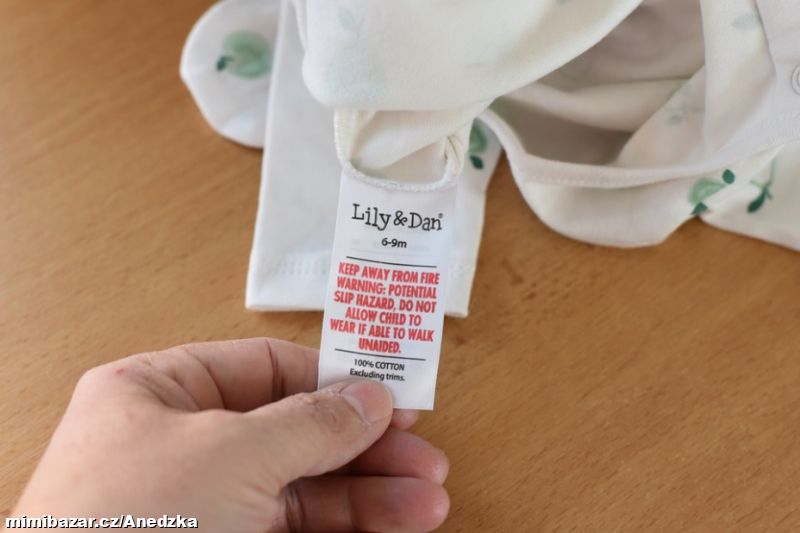 Lily & Dan®
6-9m
KEEP AWAY FROM FIRE
WARNING: POTENTIAL
SLIP HAZARD, DO NOT
ALLOW CHILD TO
WEAR IF ABLE TO WALK
UNAIDED.
100% COTTON
Excluding trims.
mimibazar.cz/Anedzka